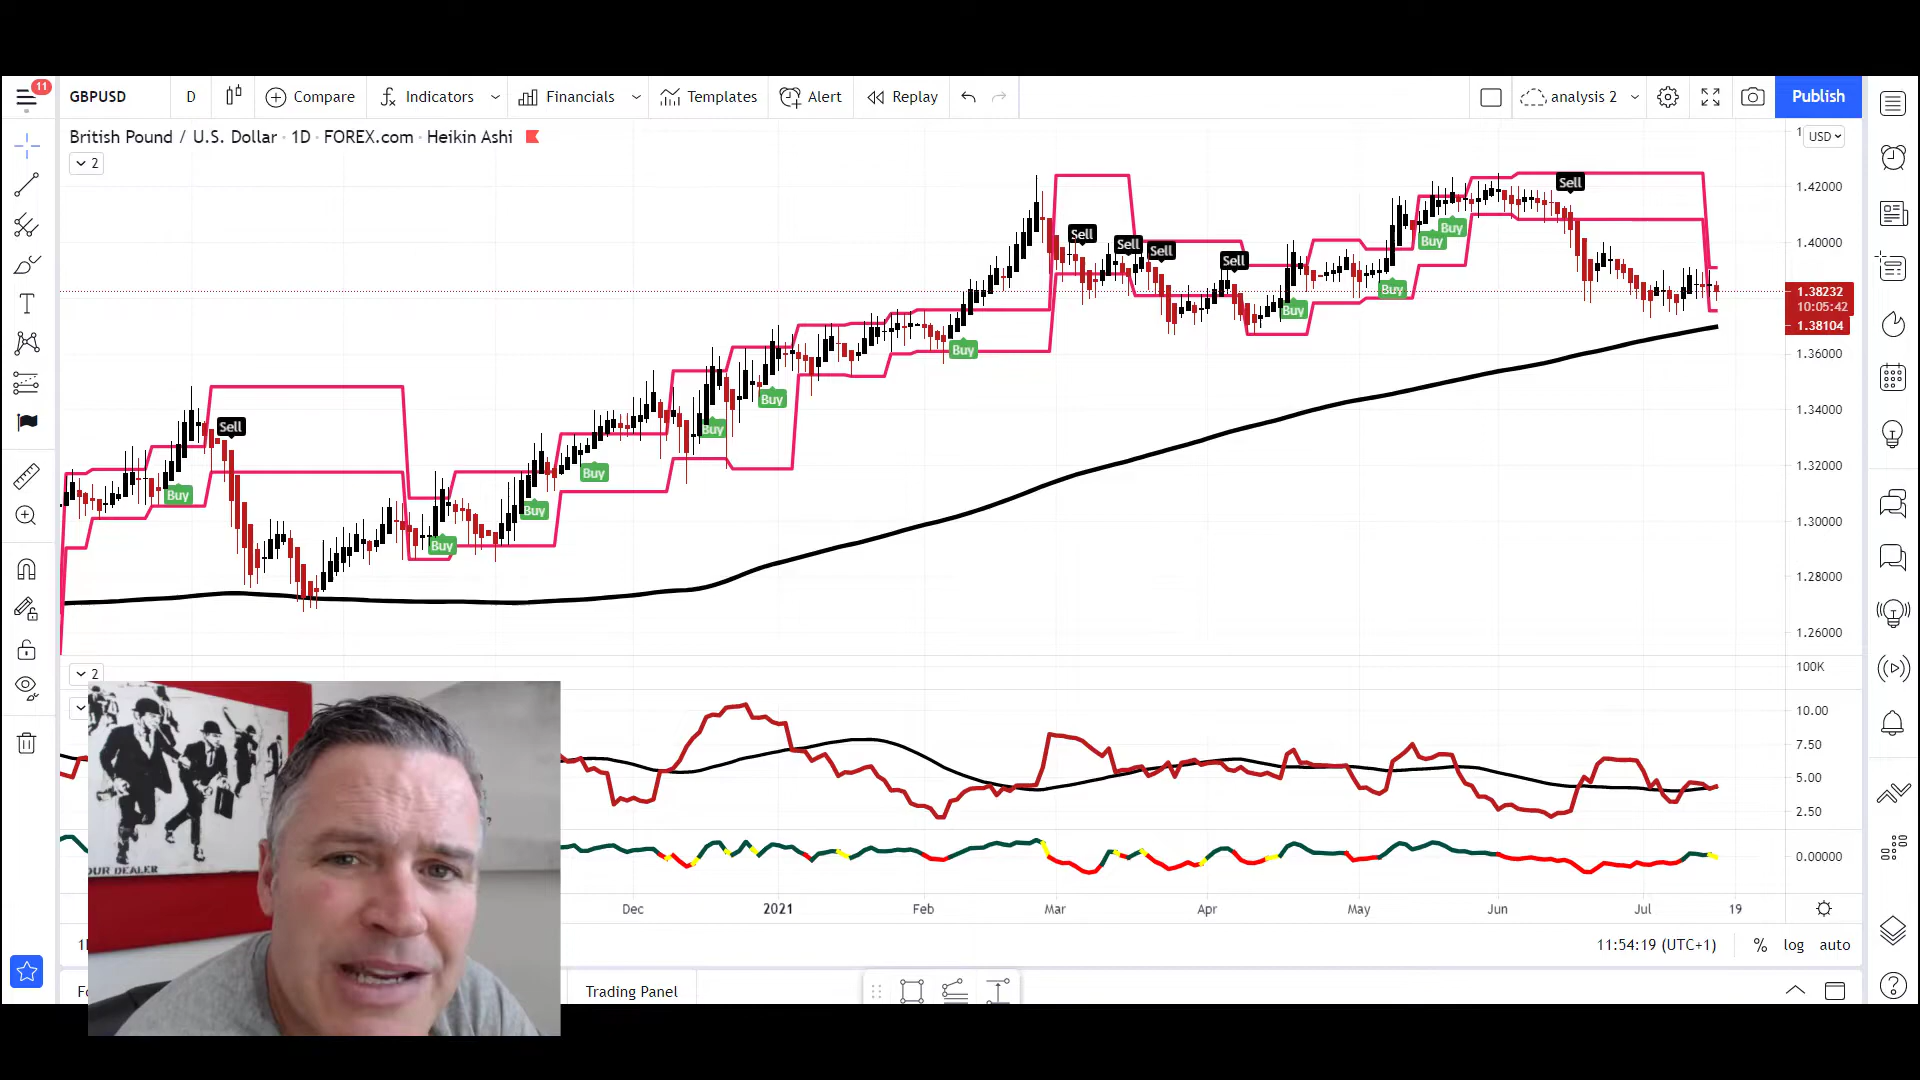 11
GBPUSD D Compare Indicators Financials Templates Alert Replay analysis 2 Publish
British Pound / U.S. Dollar · 1D · FOREX.com · Heikin Ashi
USD
2
1.42000
Sell
Sell
Sell
Sell
Sell
Buy
Buy
1.40000
Buy
1.38232
10:05:42
1.38104
Buy
Buy
1.36000
Buy
1.34000
Sell
Buy
Buy
1.32000
Buy
Buy
1.30000
Buy
1.28000
1.26000
2
100K
10.00
7.50
5.00
2.50
0.00000
OUR DEALER
Dec 2021 Feb Mar Apr May Jun Jul 19
11:54:19 (UTC+1) % log auto
Trading Panel